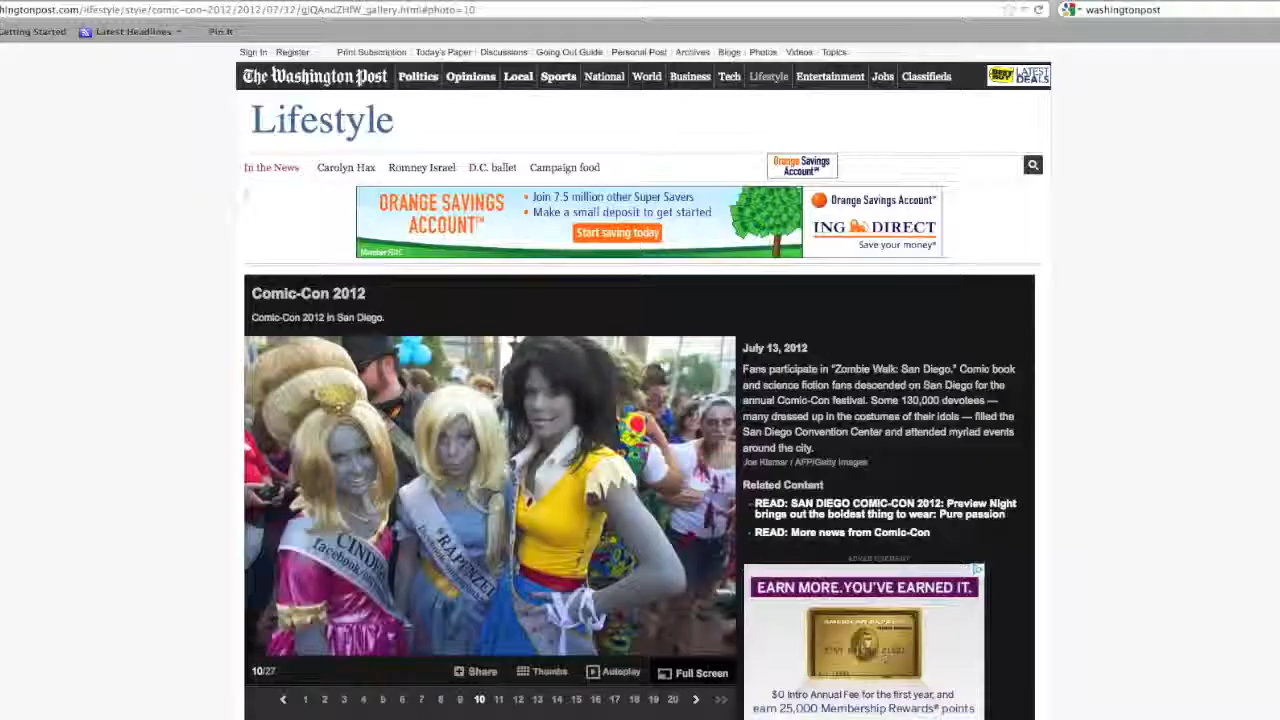 hingtonpost.com/lifestyle/style/comic-con-2012/2012/07/12/gJQAndZHfW_gallery.html#photo=10
washingtonpost
Getting Started Latest Headlines Pin It
Sign In Register Print Subscription Today's Paper Discussions Going Out Guide Personal Post Archives Blogs Photos Videos Topics
The Washington Post Politics Opinions Local Sports National World Business Tech Lifestyle Entertainment Jobs Classifieds
BEST BUY LATEST DEALS
Lifestyle
In the News Carolyn Hax Romney Israel D.C. ballet Campaign food
Orange Savings Account℠
ORANGE SAVINGS ACCOUNT℠
• Join 7.5 million other Super Savers
• Make a small deposit to get started
Start saving today
Member FDIC
Orange Savings Account℠
ING DIRECT
Save your money®
Comic-Con 2012
Comic-Con 2012 in San Diego.
CINDE
facebook.com
RAPUNZEL
July 13, 2012
Fans participate in "Zombie Walk: San Diego." Comic book
and science fiction fans descended on San Diego for the
annual Comic-Con festival. Some 130,000 devotees —
many dressed up in the costumes of their idols — filled the
San Diego Convention Center and attended myriad events
around the city.
Joe Klamar / AFP/Getty Images
Related Content
READ: SAN DIEGO COMIC-CON 2012: Preview Night
brings out the boldest thing to wear: Pure passion
READ: More news from Comic-Con
ADVERTISEMENT
EARN MORE. YOU'VE EARNED IT.
AMERICAN EXPRESS
$0 Intro Annual Fee for the first year, and
earn 25,000 Membership Rewards® points
10/27 Share Thumbs Autoplay Full Screen
1 2 3 4 5 6 7 8 9 10 11 12 13 14 15 16 17 18 19 20